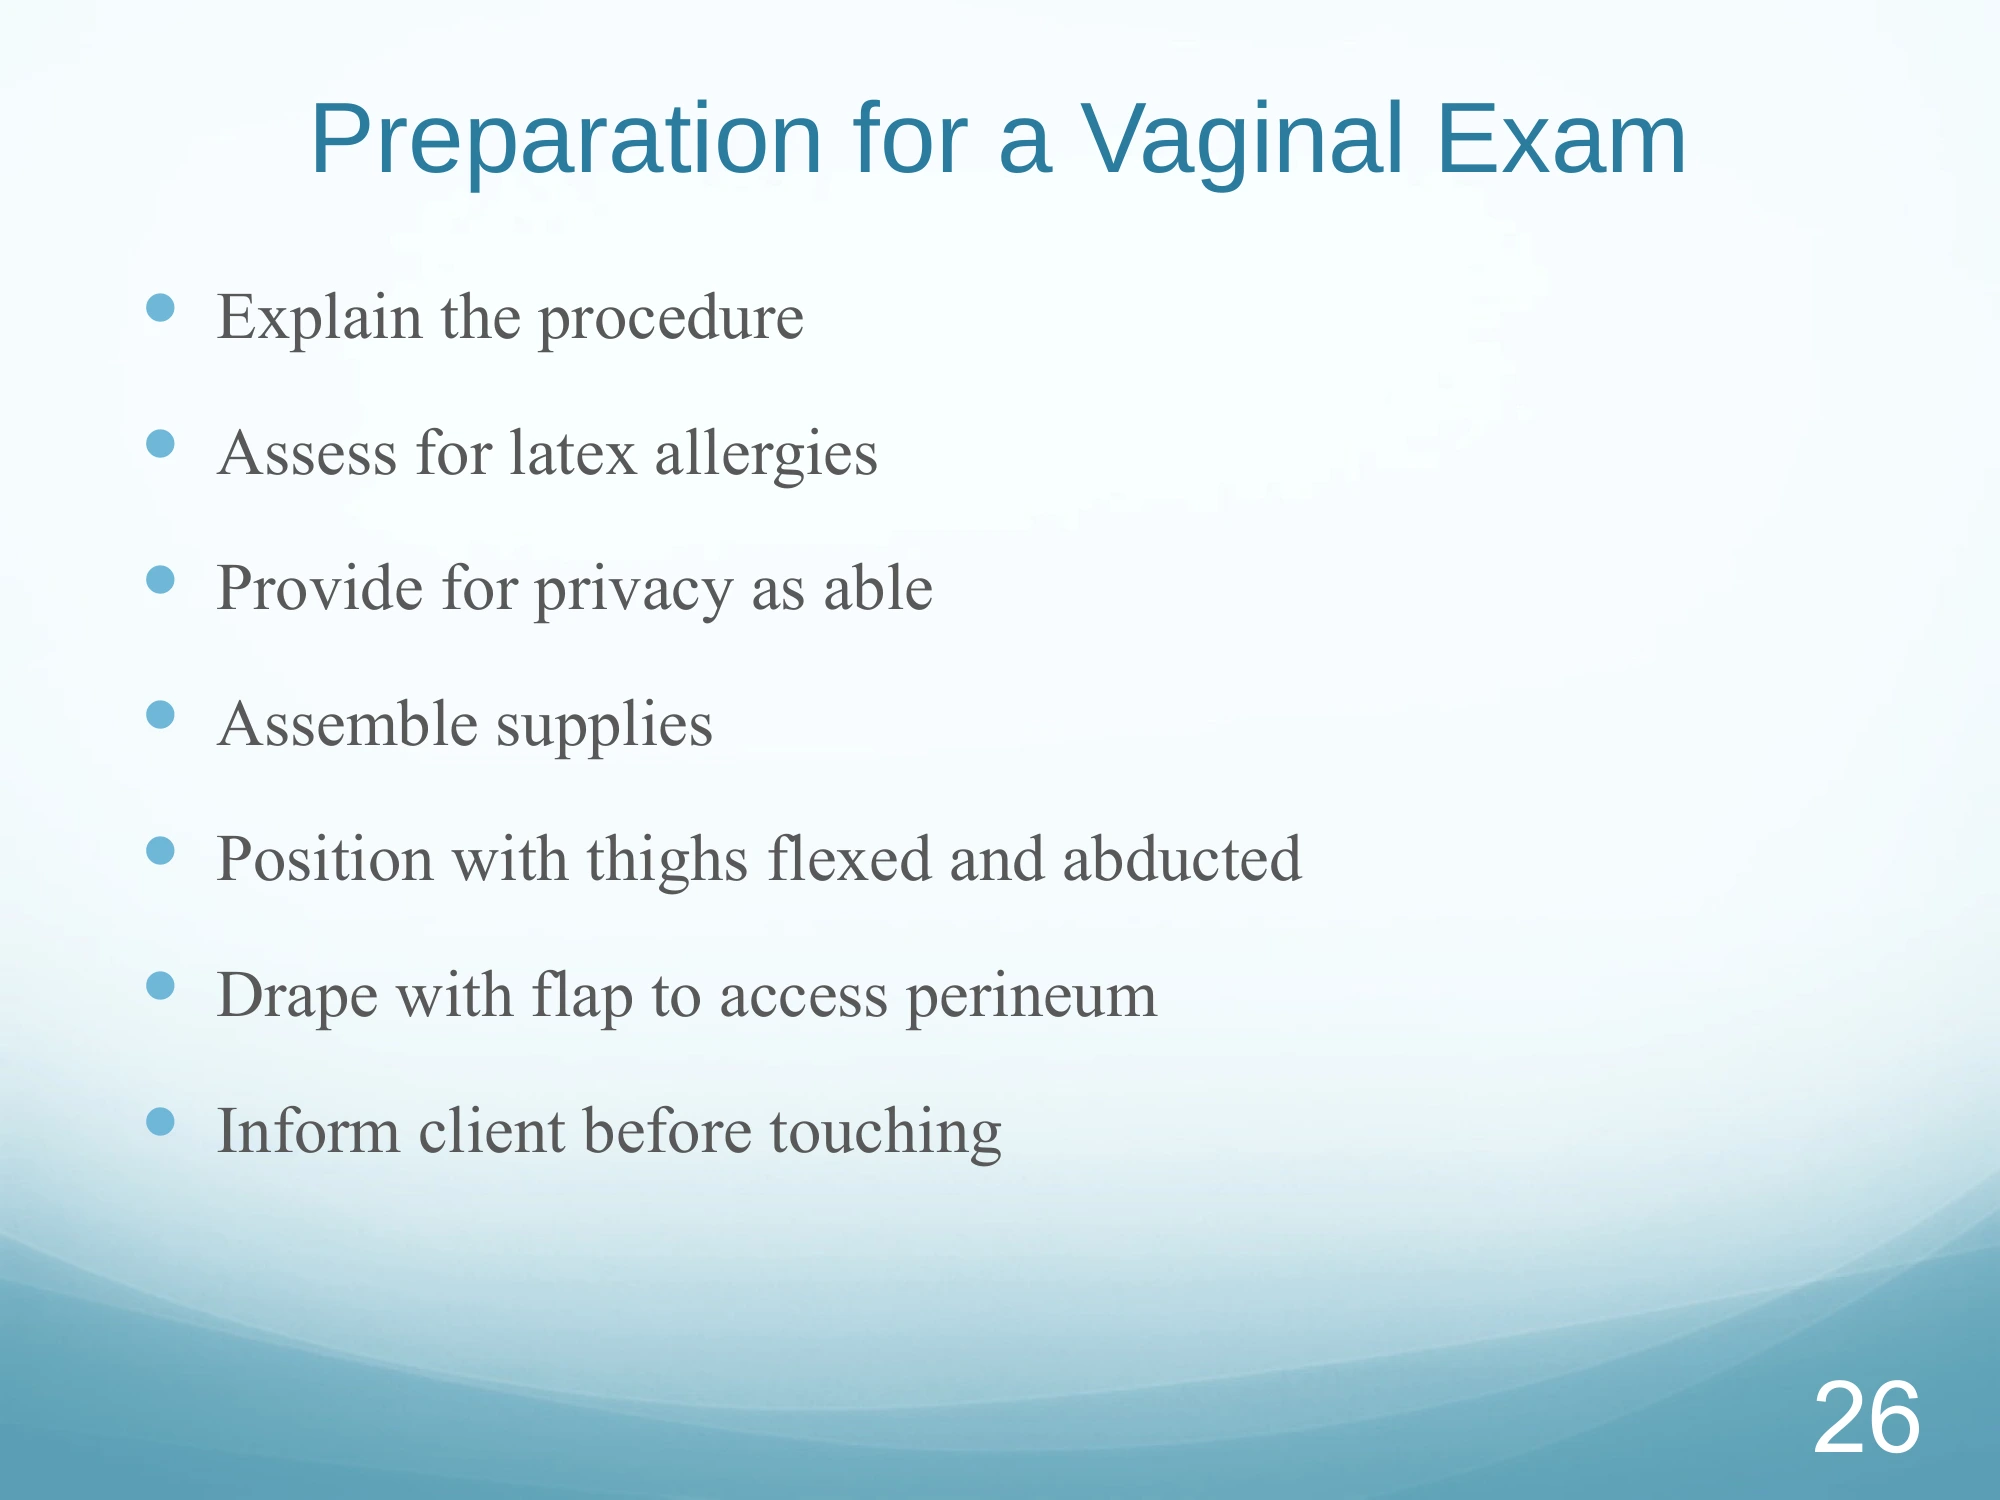 Preparation for a Vaginal Exam
• Explain the procedure
• Assess for latex allergies
• Provide for privacy as able
• Assemble supplies
• Position with thighs flexed and abducted
• Drape with flap to access perineum
• Inform client before touching
26